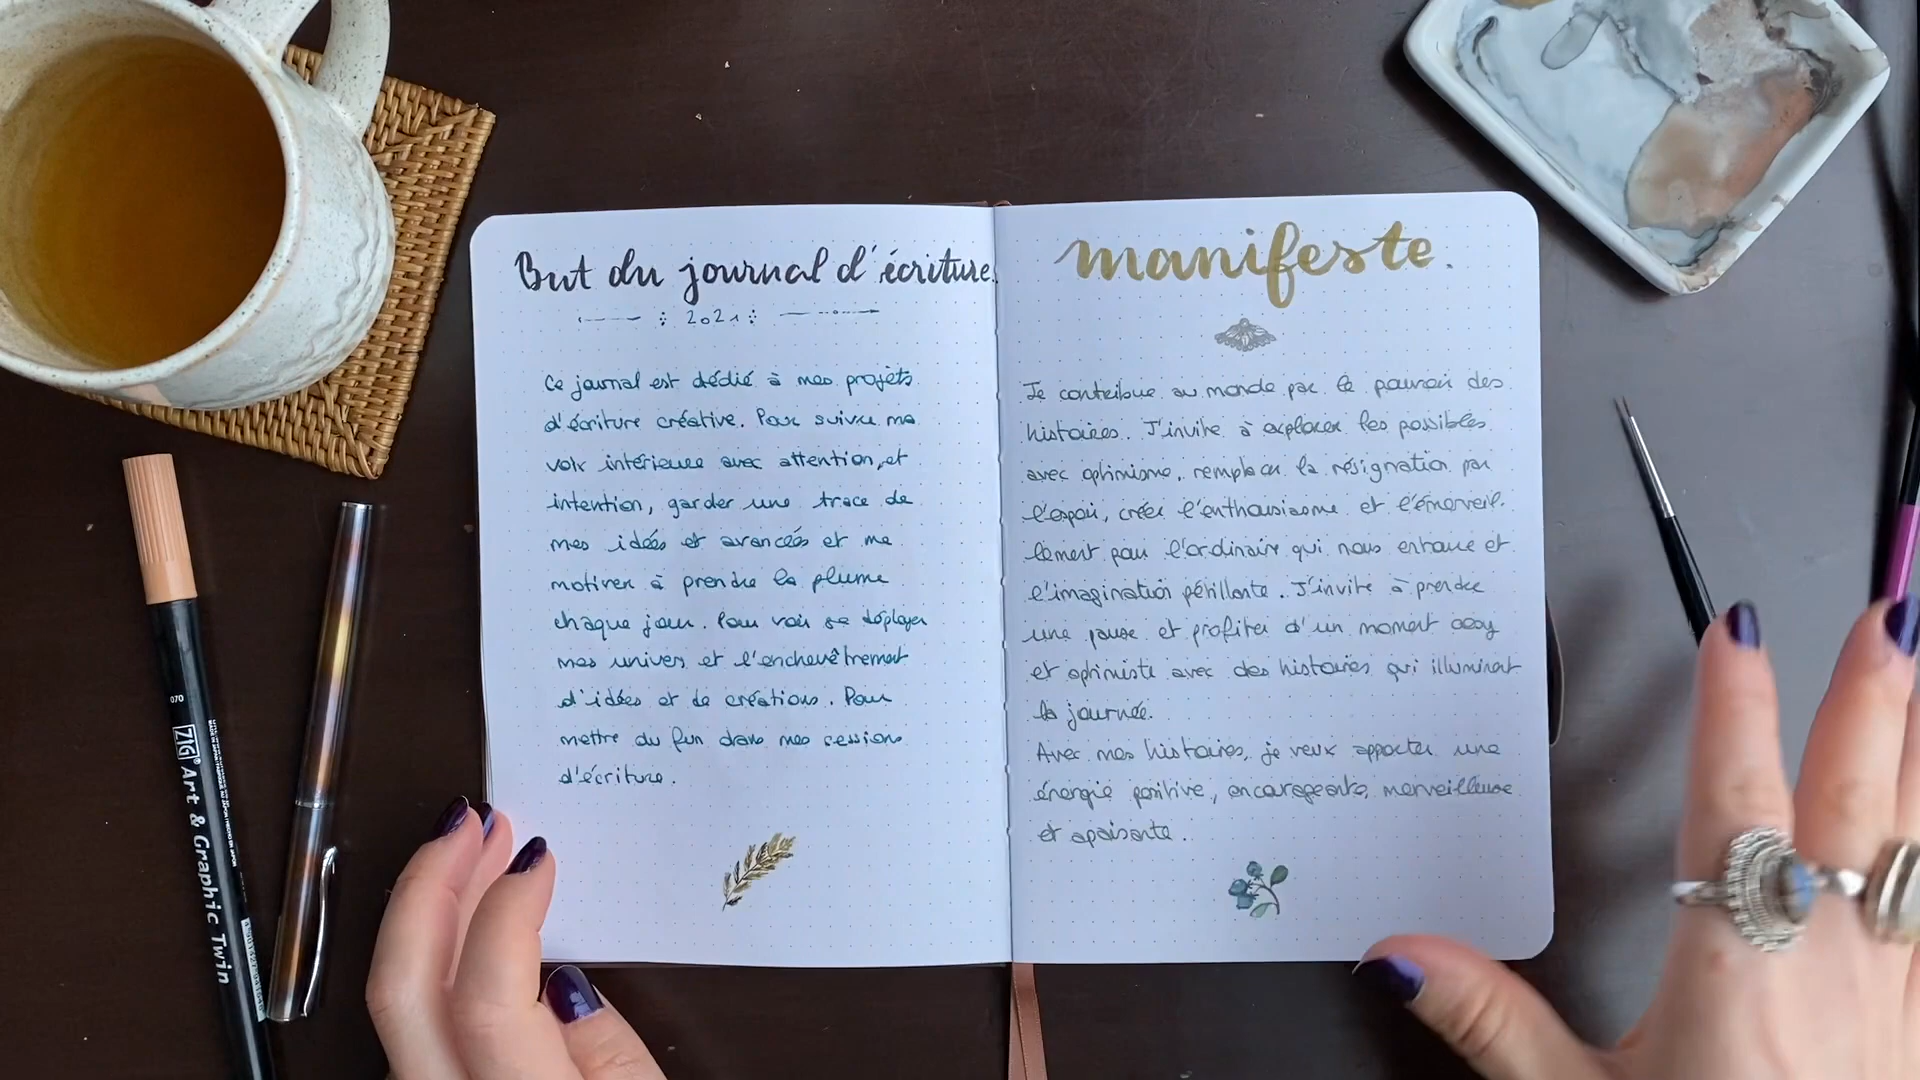 But du journal d'écriture.
2021
Ce journal est dédié à mes projets
d'écriture créative. Pour suivre ma
voix intérieure avec attention, et
intention, garder une trace de
mes idées et avancées et me
motiver à prendre la plume
chaque jour. Pour voir se déployer
mes univers et l'enchevêtrement
d'idées et de créations. Pour
mettre du fun dans mes sessions
d'écriture.
manifeste.
Je contribue au monde par le pouvoir des
histoires. J'invite à explorer les possibles
avec optimisme, remplacer la résignation par
l'espoir, créer l'enthousiasme et l'émerveil-
lement pour l'ordinaire qui nous entoure et
l'imagination pétillante. J'invite à prendre
une pause et profiter d'un moment cosy
et optimiste avec des histoires qui illuminent
la journée.
Avec mes histoires, je veux apporter une
énergie positive, encourageante, merveilleuse
et apaisante.
070
ZIG® Art & Graphic Twin